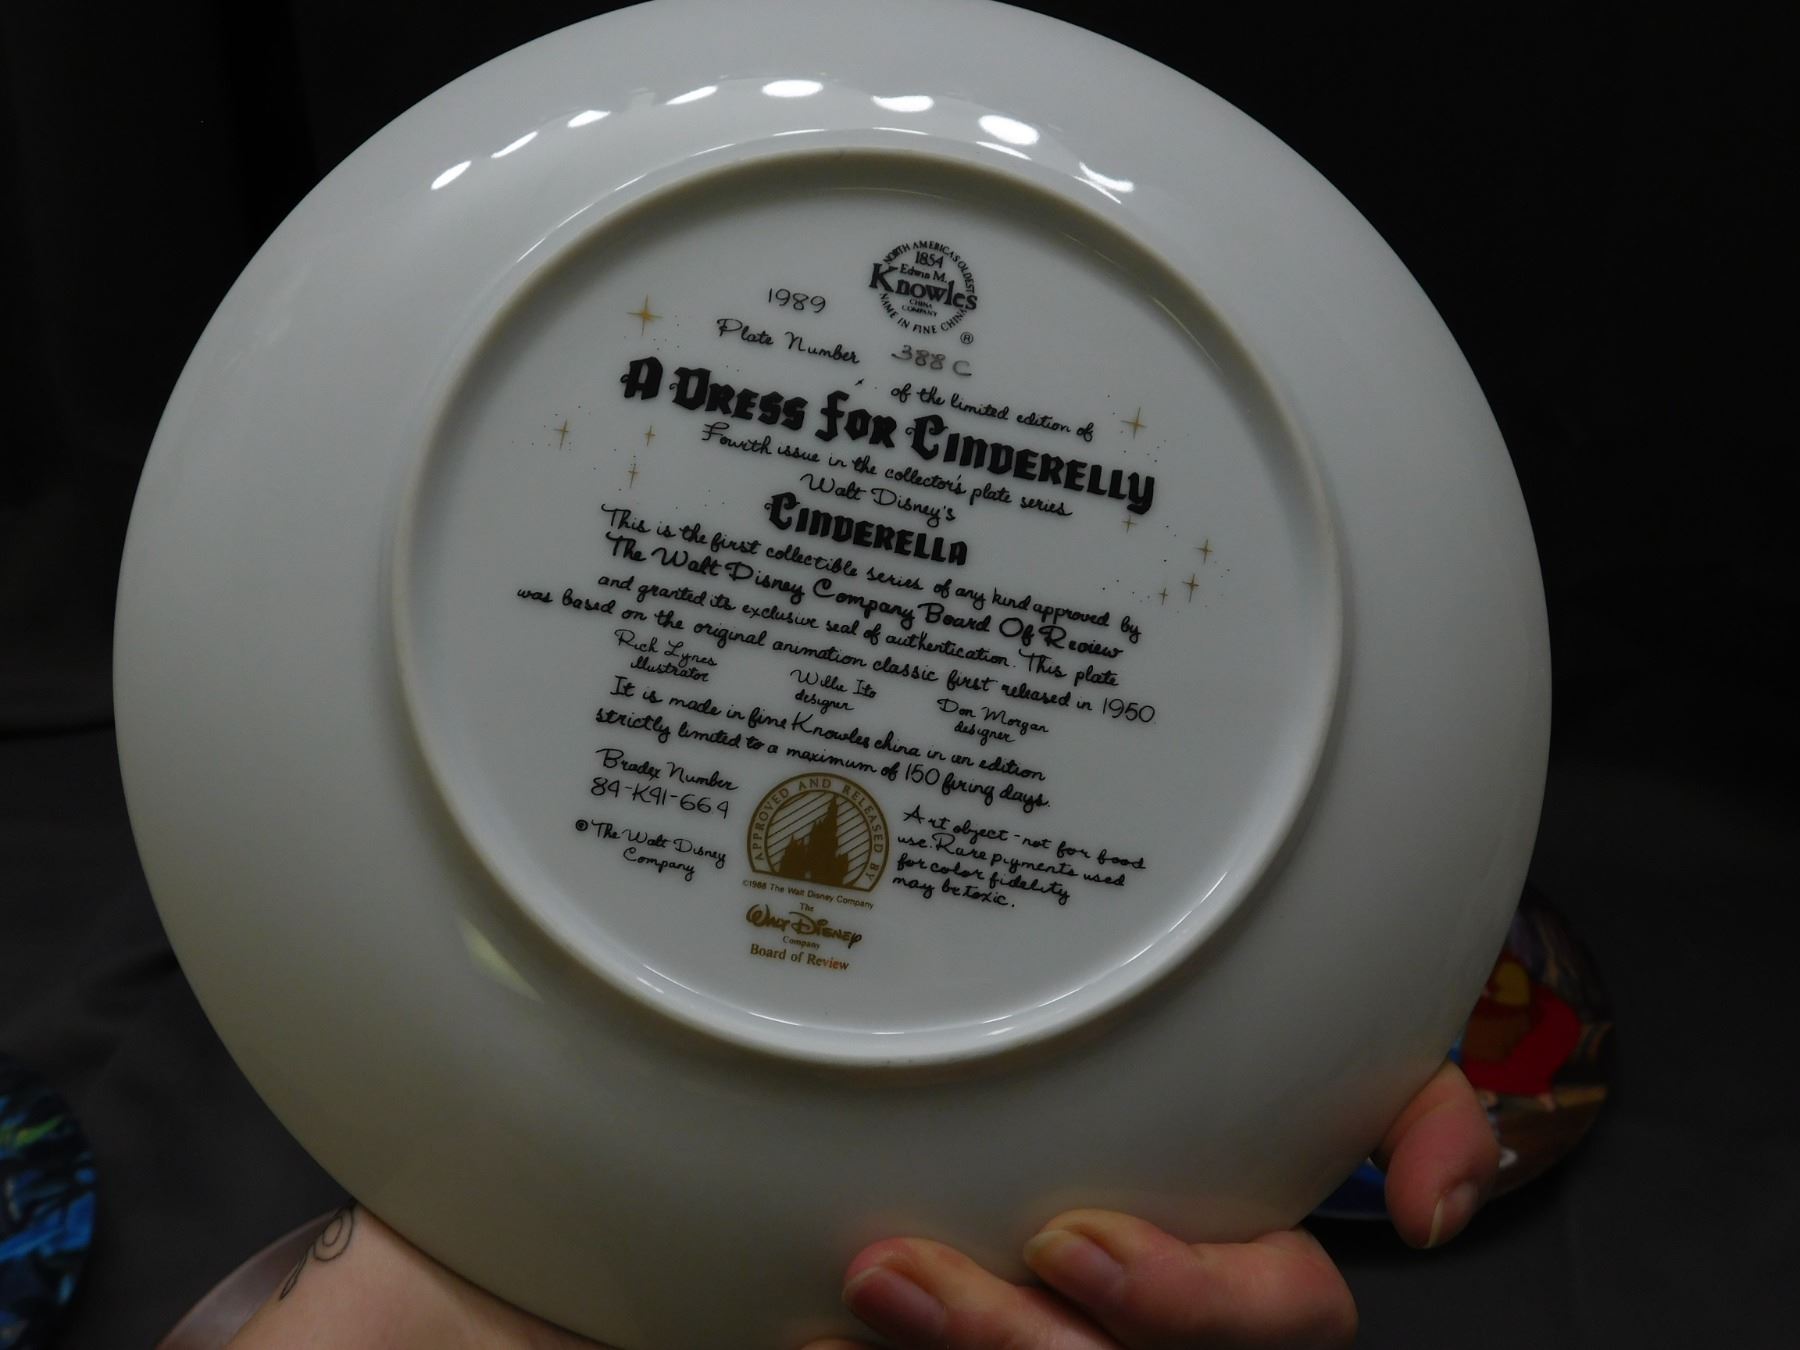 NORTH AMERICA'S OLDEST
1854
Edwin M.
Knowles
CHINA
COMPANY
NAME IN FINE CHINA
®
1989
Plate Number 388C
of the limited edition of
A DRESS FOR CINDERELLY
Fourth issue in the collector's plate series
Walt Disney's
CINDERELLA
This is the first collectible series of any kind approved by
The Walt Disney Company Board Of Review
and granted its exclusive seal of authentication. This plate
was based on the original animation classic first released in 1950.
Rich Lynes
illustrator
Willie Ito
designer
Don Morgan
designer
It is made in fine Knowles china in an edition
strictly limited to a maximum of 150 firing days.
Bradex Number
84-K41-66.4
© The Walt Disney
Company
APPROVED AND RELEASED BY
©1988 The Walt Disney Company
The
Walt Disney
Company
Board of Review
Art object - not for food
use. Rare pigments used
for color fidelity
may be toxic.